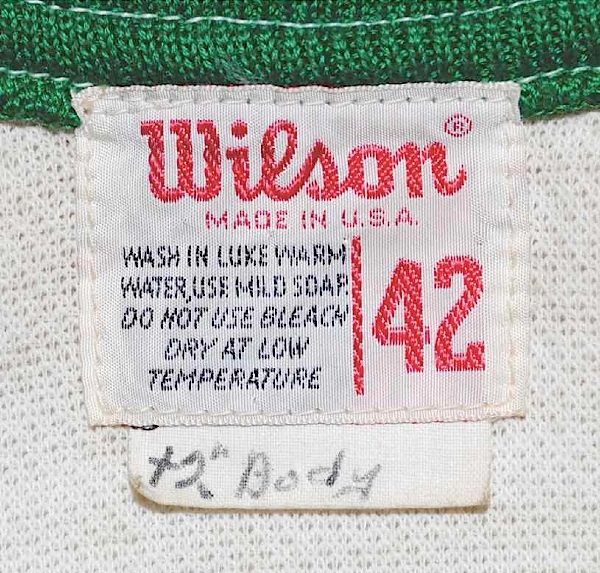 Wilson®
MADE IN U.S.A.
WASH IN LUKE WARM
WATER, USE MILD SOAP.
DO NOT USE BLEACH
DRY AT LOW
TEMPERATURE
42
+2" Body